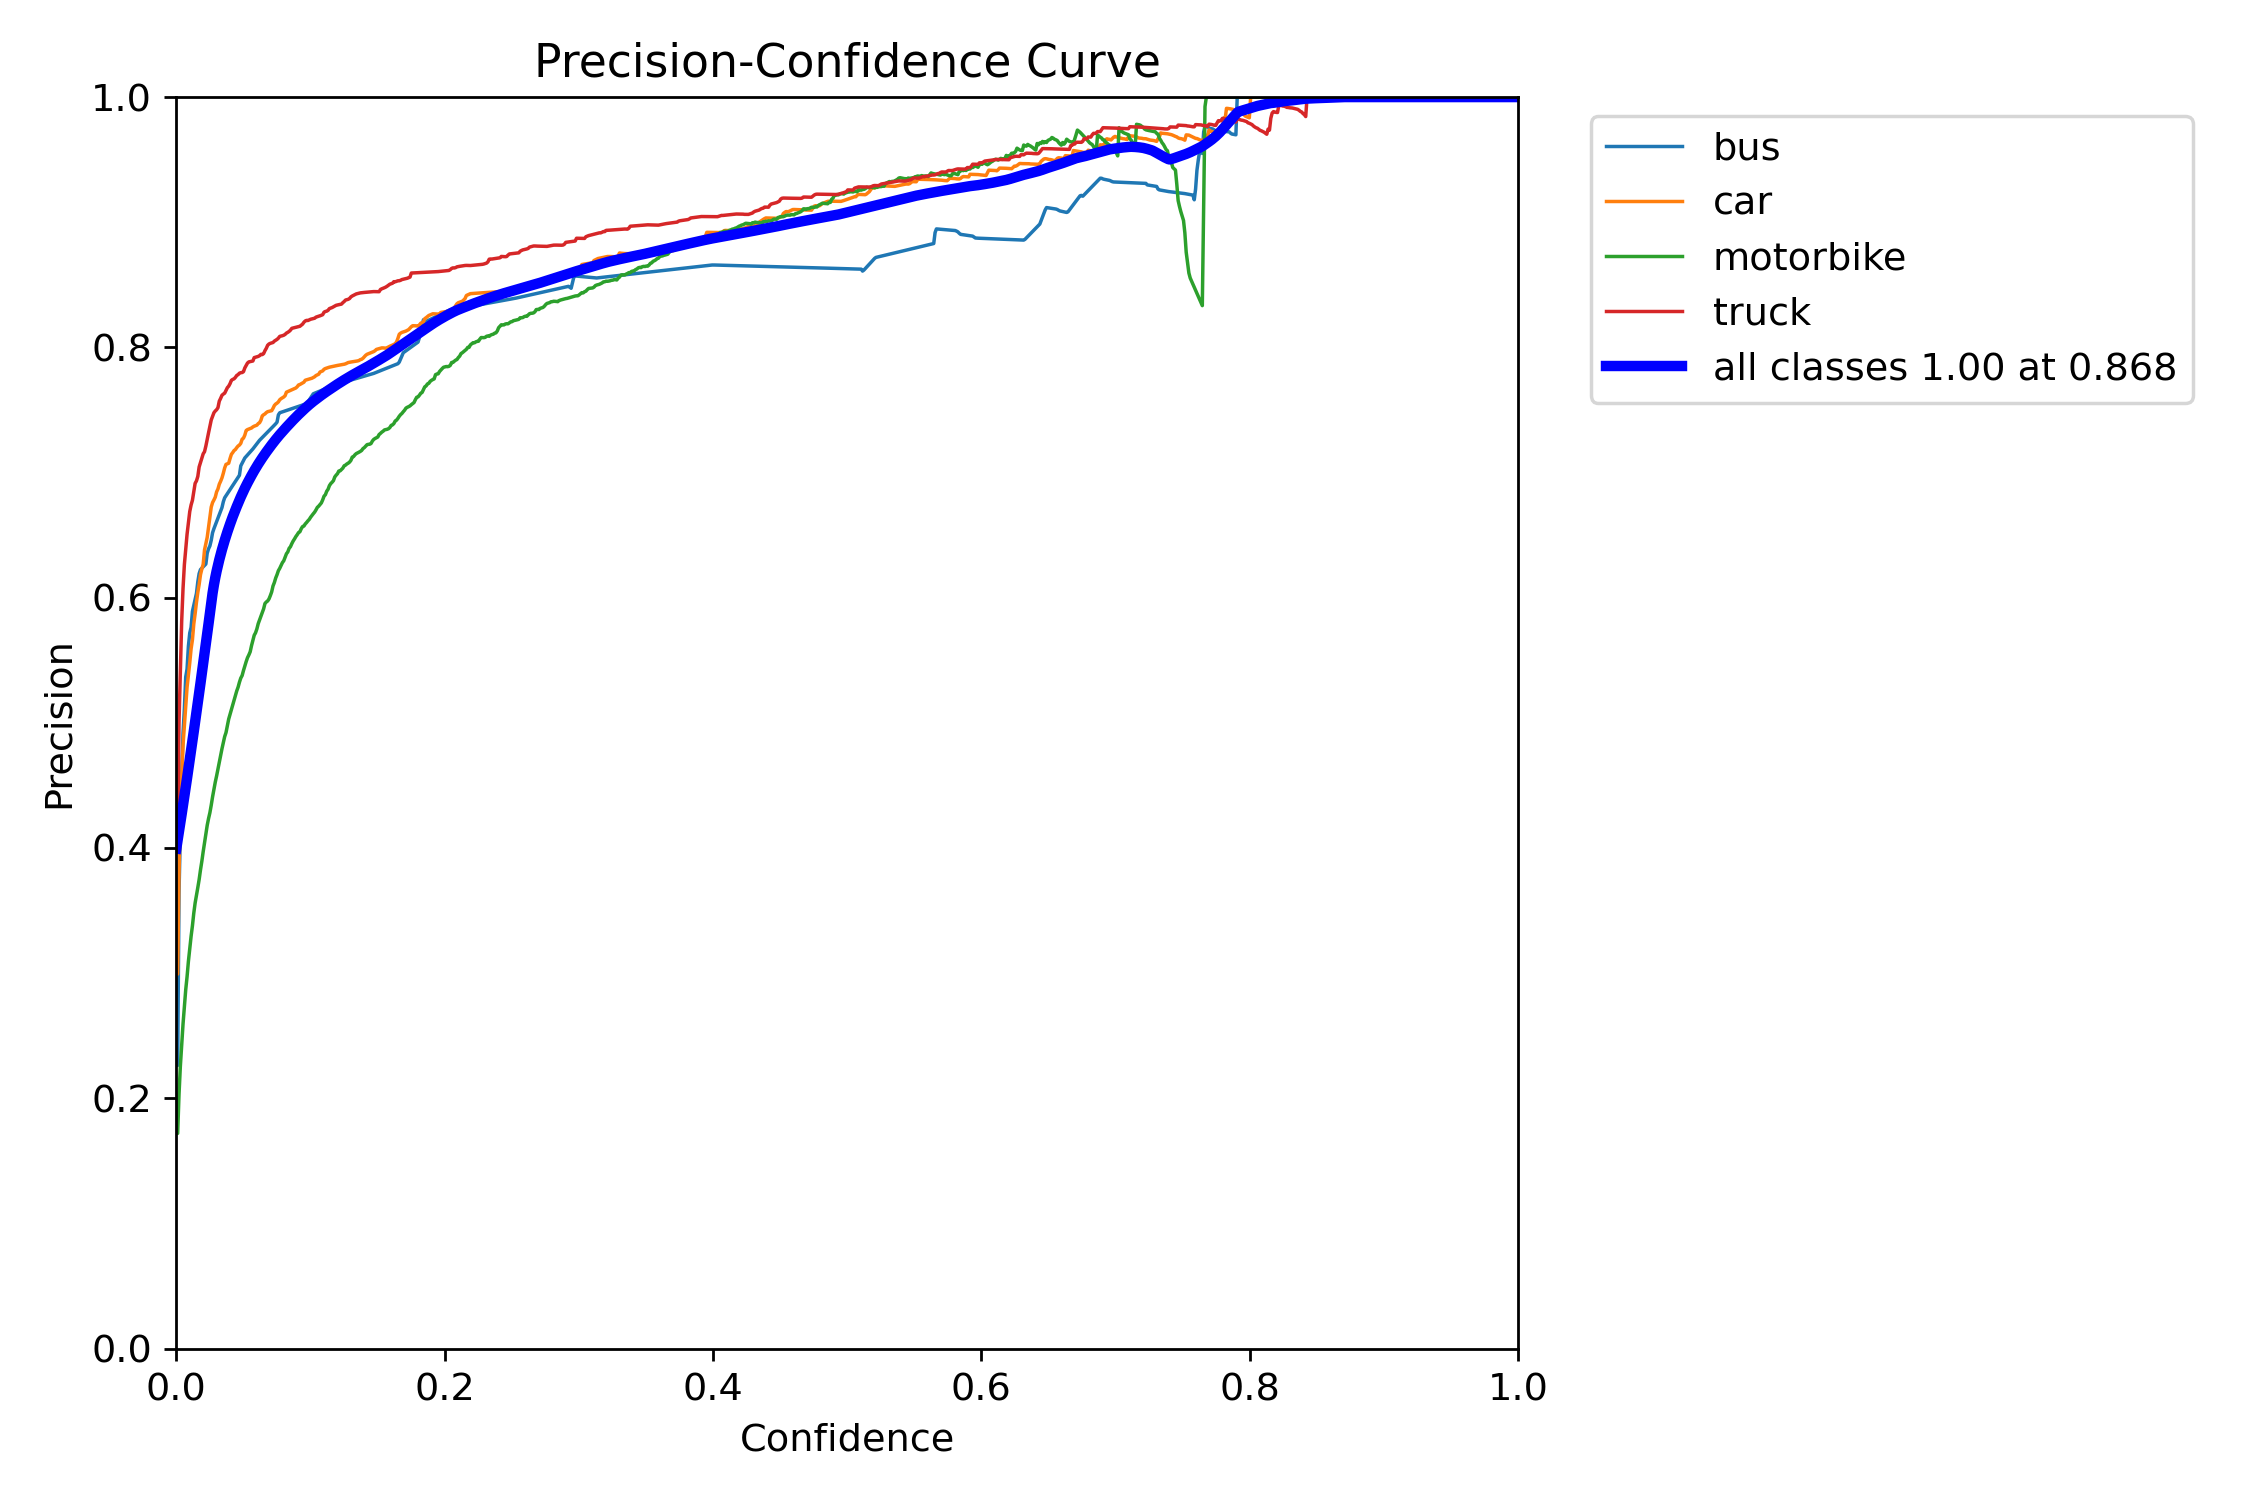 Precision-Confidence Curve
1.0
0.8
0.6
0.4
0.2
0.0
Precision
0.0 0.2 0.4 0.6 0.8 1.0
Confidence
bus
car
motorbike
truck
all classes 1.00 at 0.868